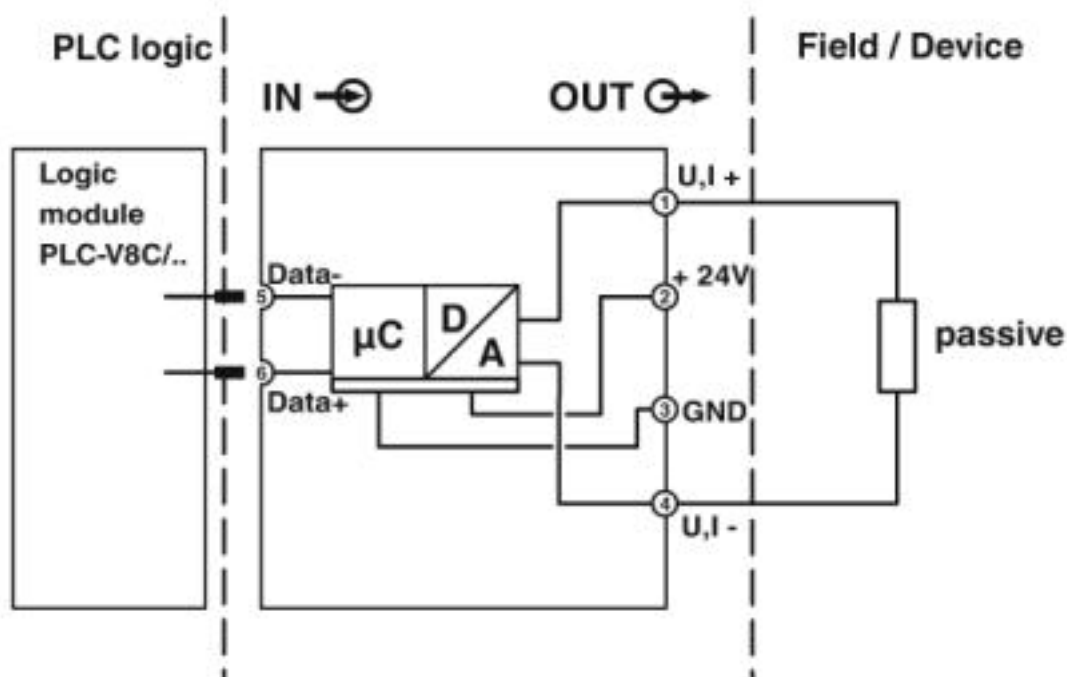 PLC logic
Field / Device
IN
OUT
Logic
module
PLC-V8C/..
U,I +
1
Data-
+ 24V
5
2
µC
D
A
passive
6
Data+
3
GND
4
U,I -